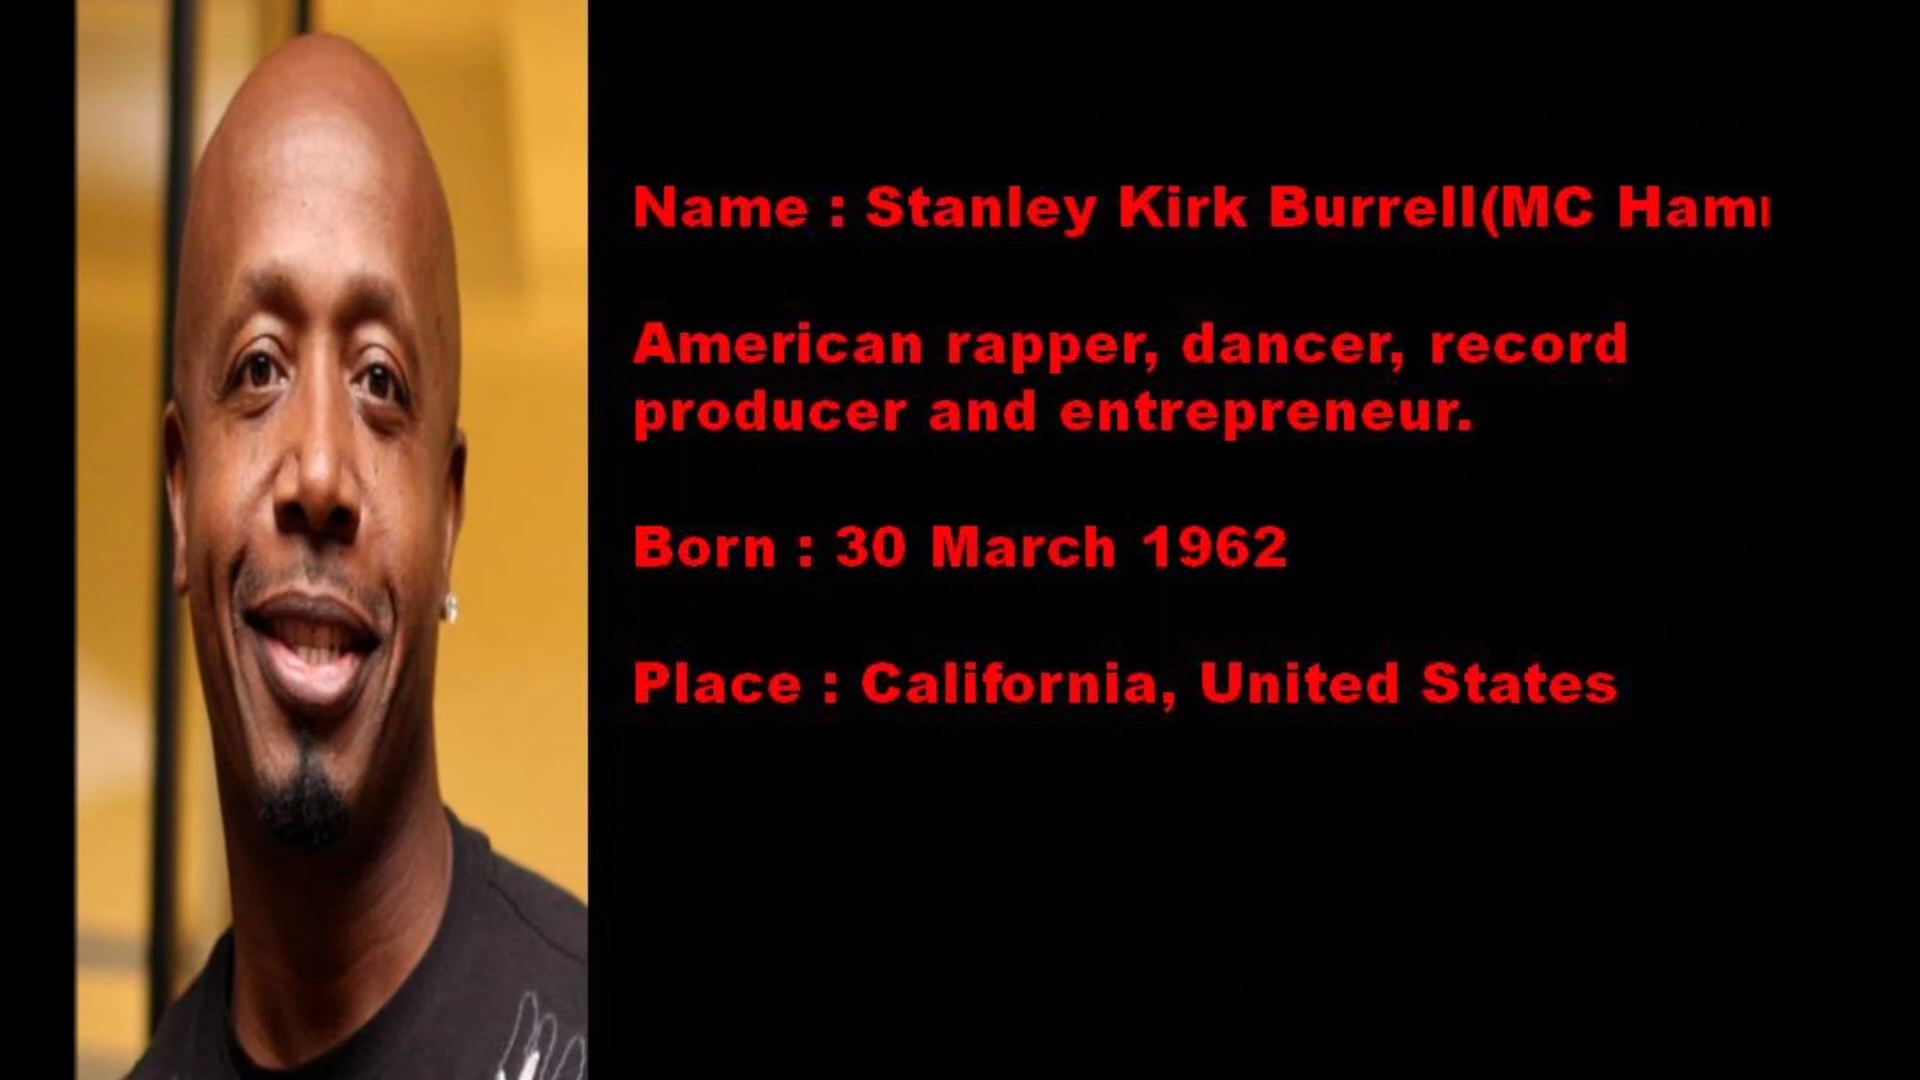 Name : Stanley Kirk Burrell(MC Ham
American rapper, dancer, record
producer and entrepreneur.
Born : 30 March 1962
Place : California, United States